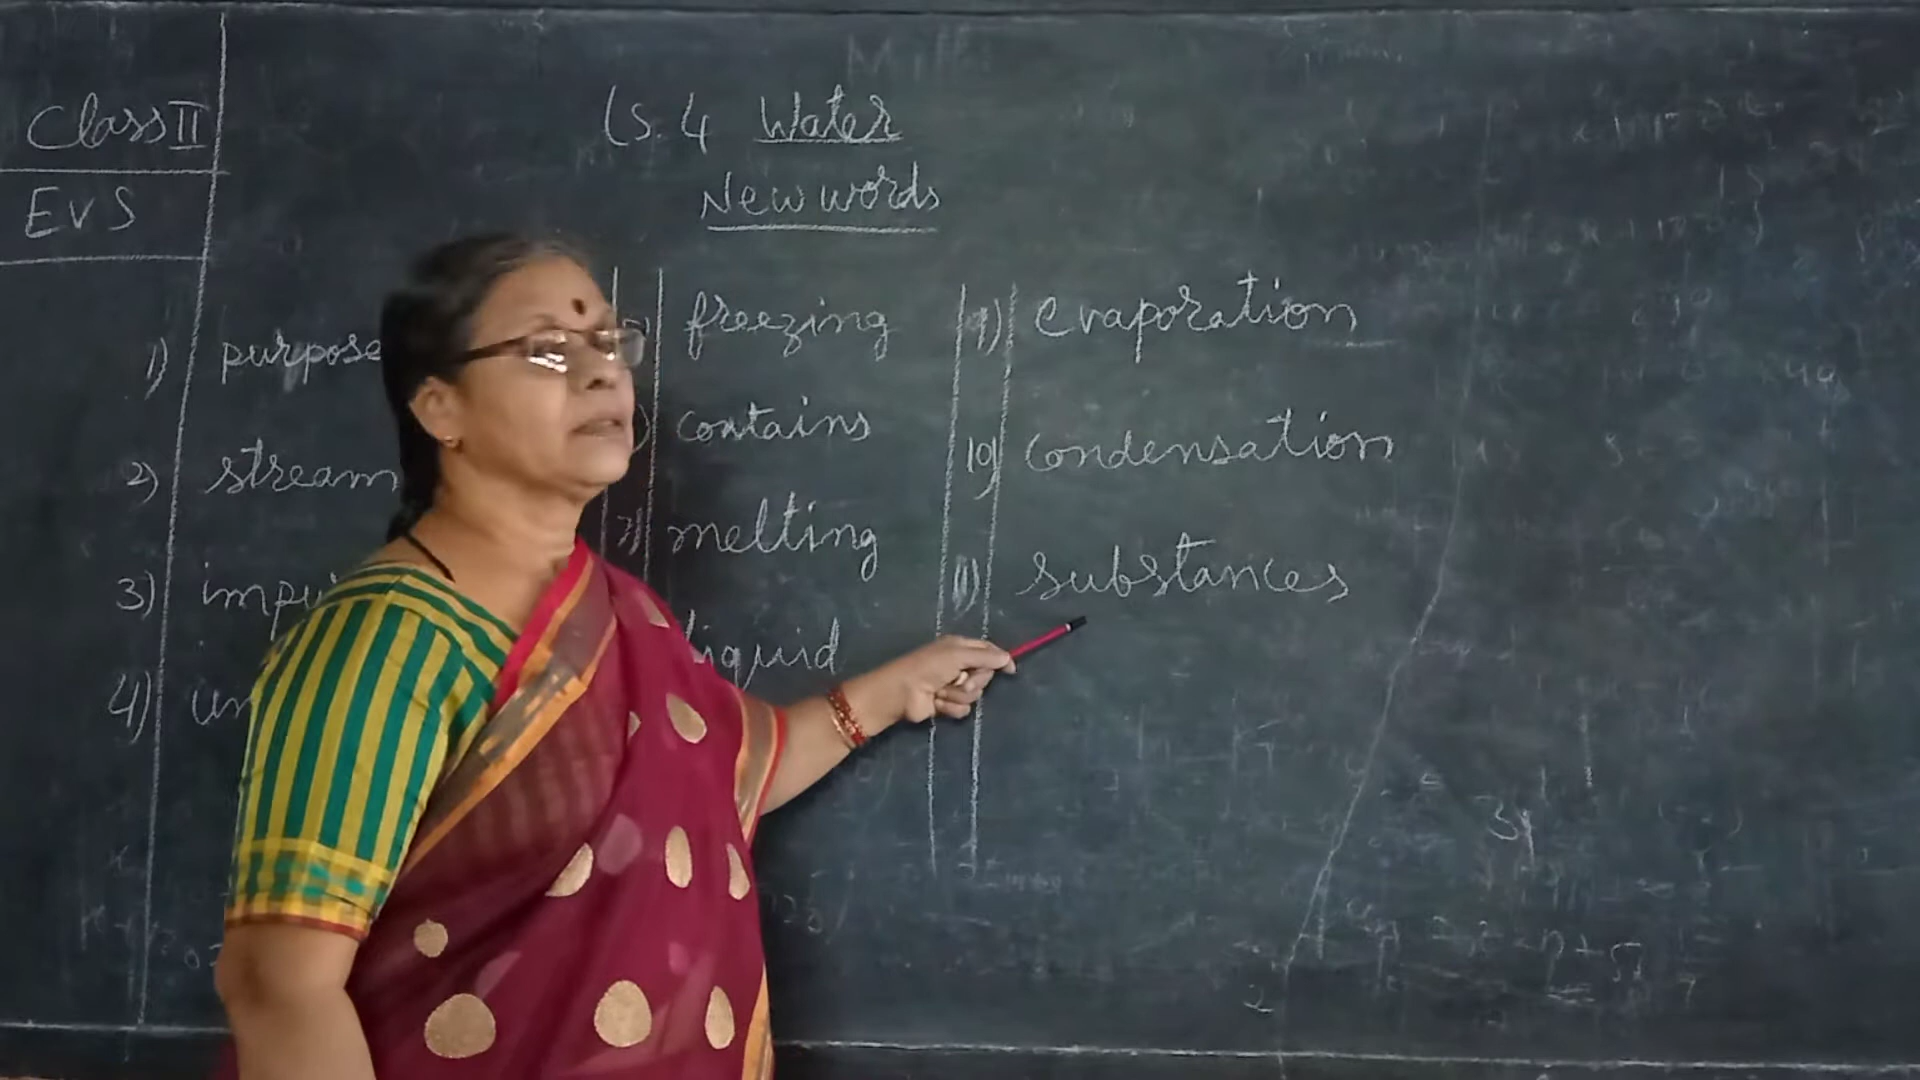 Class II
EVS
Ls. 4 Water
New words
1) purpose
2) stream
3)
4)
freezing
contains
7) melting
liquid
9) evaporation
10) condensation
11) substances